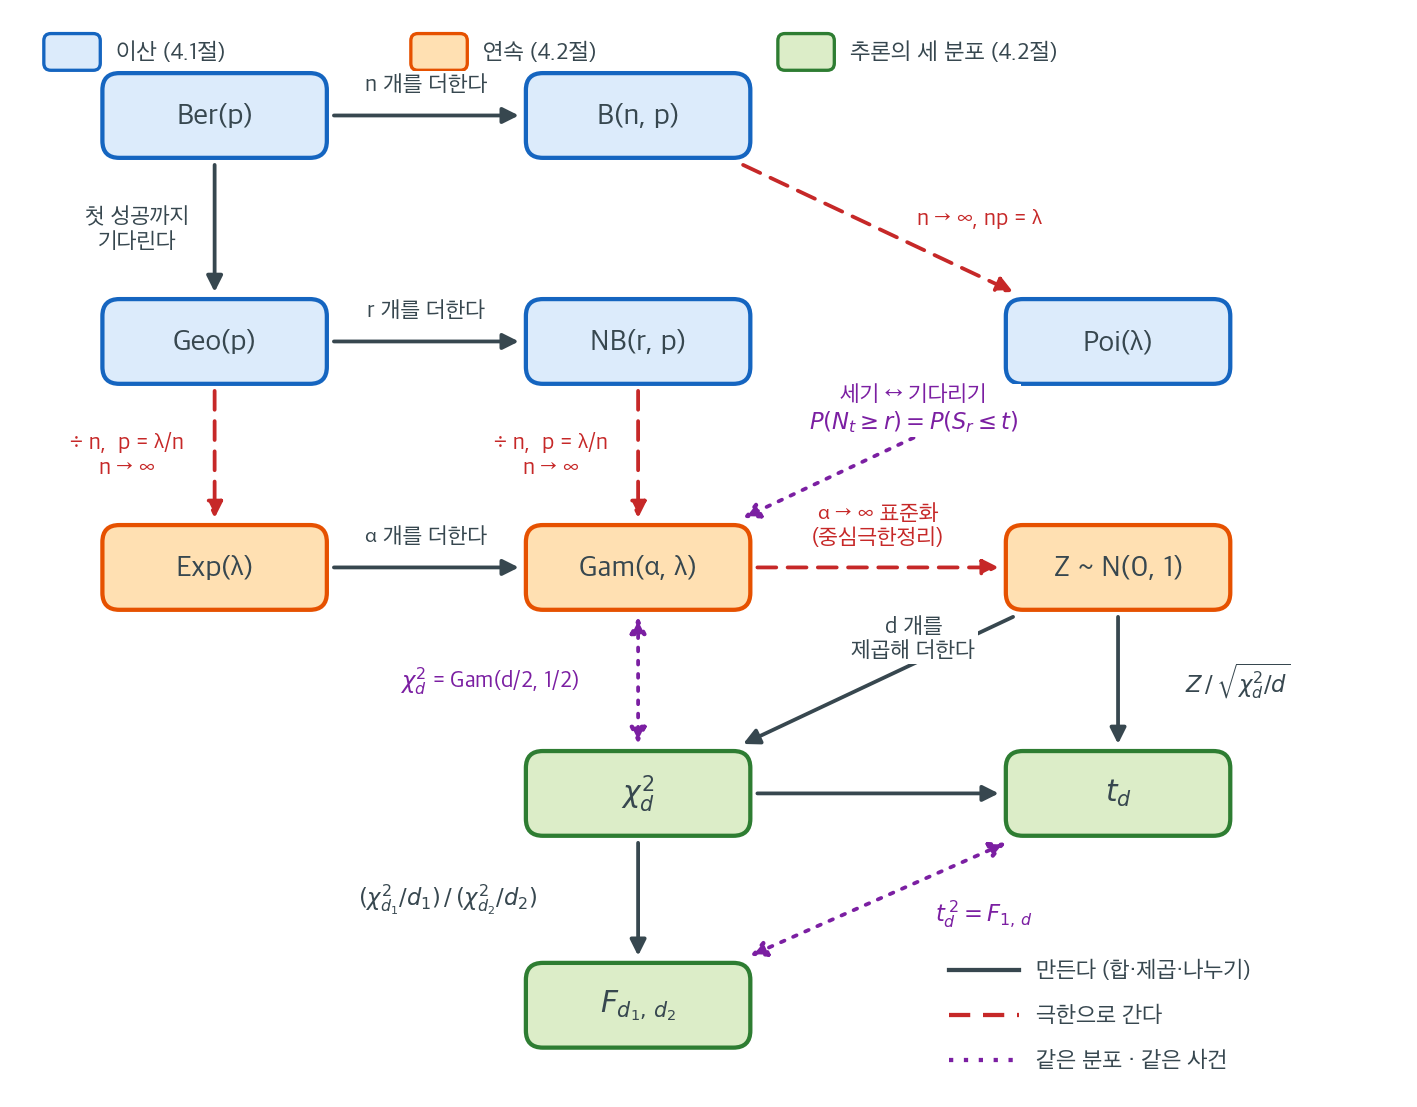 이산 (4.1절)
연속 (4.2절)
추론의 세 분포 (4.2절)
Ber(p)
n 개를 더한다
B(n, p)
첫 성공까지
기다린다
n → ∞, np = λ
Geo(p)
r 개를 더한다
NB(r, p)
Poi(λ)
÷ n, p = λ/n
n → ∞
÷ n, p = λ/n
n → ∞
세기 ↔ 기다리기
P(N_t ≥ r) = P(S_r ≤ t)
Exp(λ)
α 개를 더한다
Gam(α, λ)
α → ∞ 표준화
(중심극한정리)
Z ~ N(0, 1)
χ²_d = Gam(d/2, 1/2)
d 개를
제곱해 더한다
Z / √(χ²_d/d)
χ²_d
t_d
(χ²_{d₁}/d₁) / (χ²_{d₂}/d₂)
t_d² = F_{1, d}
F_{d₁, d₂}
만든다 (합·제곱·나누기)
극한으로 간다
같은 분포 · 같은 사건